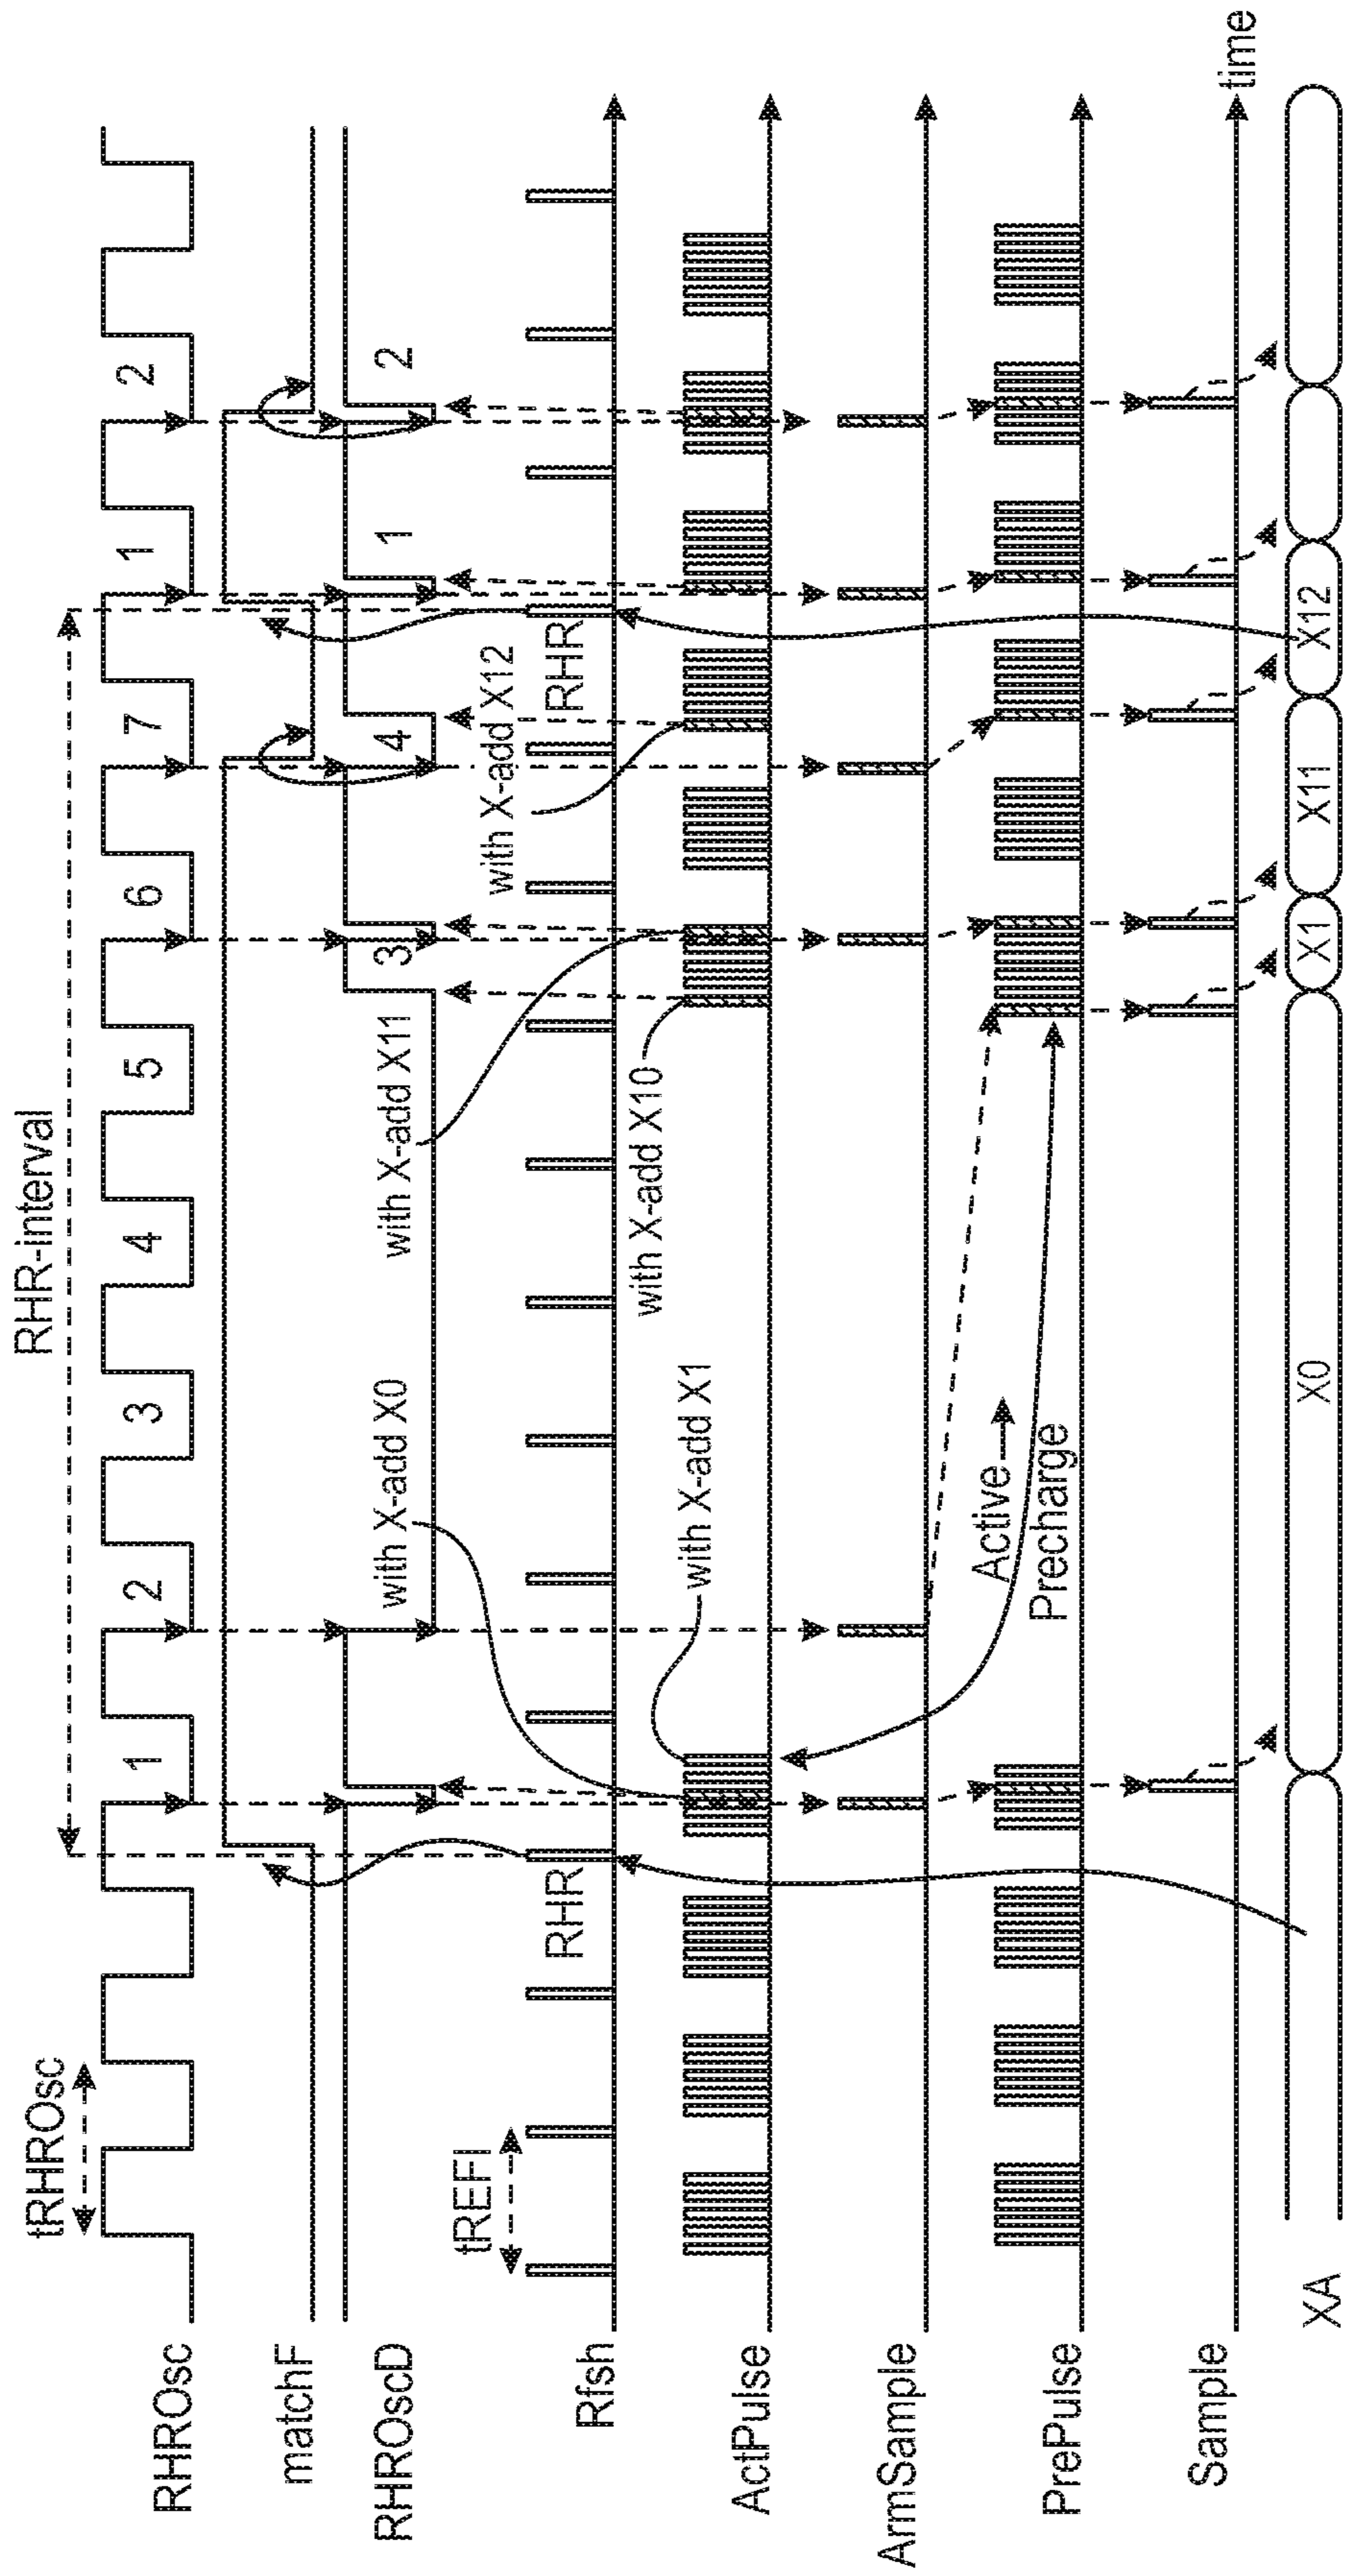 RHR-interval
tRHROsc
RHROsc
1
2
3
4
5
6
7
1
2
matchF
RHROscD
with X-add X0
with X-add X11
3
4
1
2
tREFI
Rfsh
RHR
with X-add X12
RHR
ActPulse
with X-add X1
with X-add X10
ArmSample
PrePulse
Active
Precharge
Sample
time
XA
X0
X1
X11
X12